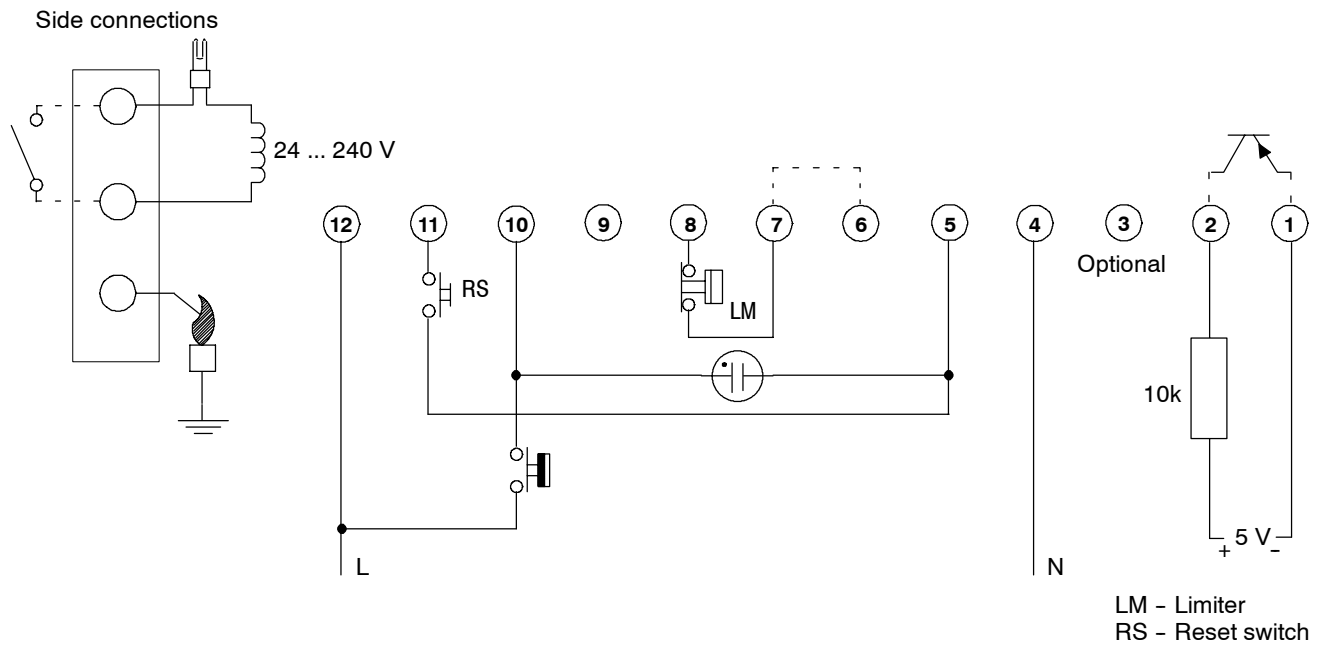 Side connections
24 ... 240 V
12 11 10 9 8 7 6 5 4 3 2 1
Optional
RS
LM
10k
+ 5 V -
L
N
LM - Limiter
RS - Reset switch